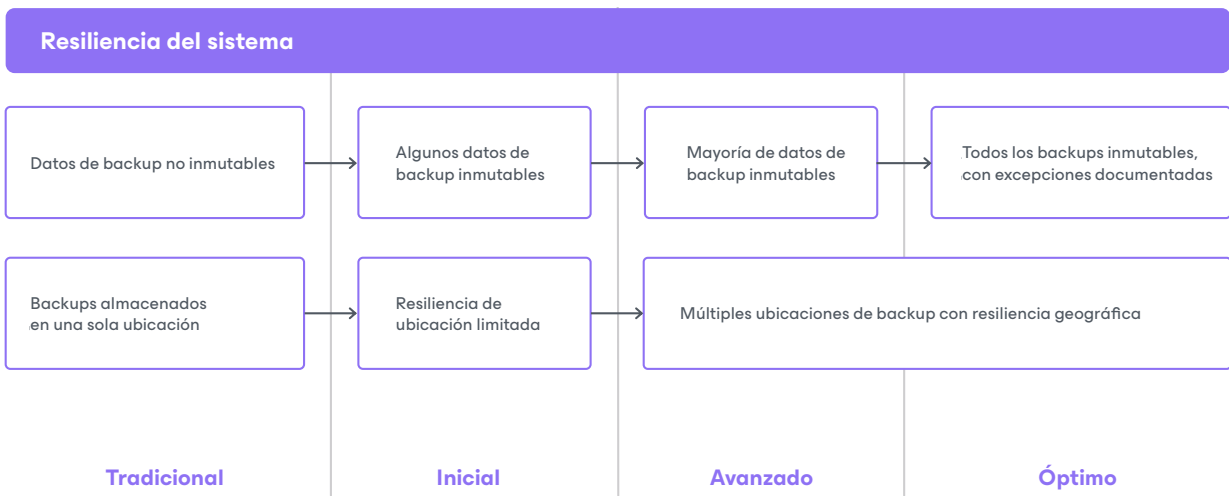 Resiliencia del sistema
Datos de backup no inmutables
Algunos datos de
backup inmutables
Mayoría de datos de
backup inmutables
Todos los backups inmutables,
con excepciones documentadas
Backups almacenados
en una sola ubicación
Resiliencia de
ubicación limitada
Múltiples ubicaciones de backup con resiliencia geográfica
Tradicional
Inicial
Avanzado
Óptimo